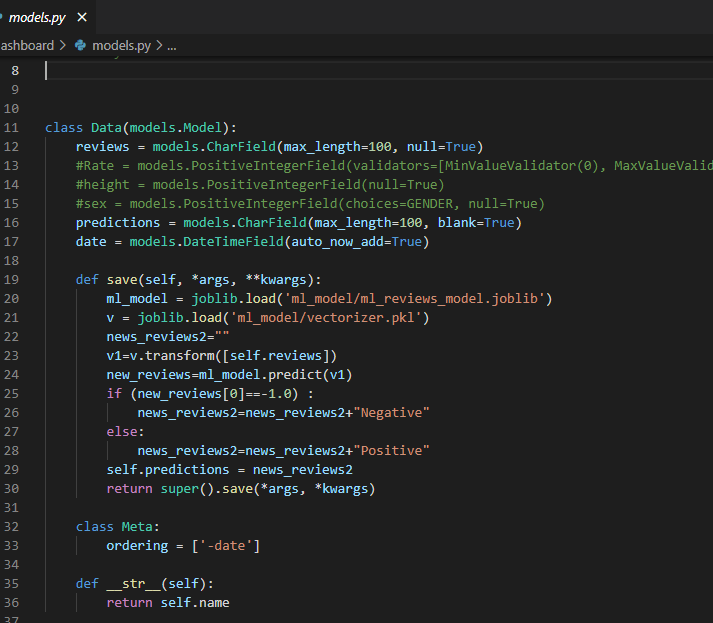 models.py ×
ashboard > models.py > ...
8
9
10
11 class Data(models.Model):
12     reviews = models.CharField(max_length=100, null=True)
13     #Rate = models.PositiveIntegerField(validators=[MinValueValidator(0), MaxValueValid
14     #height = models.PositiveIntegerField(null=True)
15     #sex = models.PositiveIntegerField(choices=GENDER, null=True)
16     predictions = models.CharField(max_length=100, blank=True)
17     date = models.DateTimeField(auto_now_add=True)
18
19     def save(self, *args, **kwargs):
20         ml_model = joblib.load('ml_model/ml_reviews_model.joblib')
21         v = joblib.load('ml_model/vectorizer.pkl')
22         news_reviews2=""
23         v1=v.transform([self.reviews])
24         new_reviews=ml_model.predict(v1)
25         if (new_reviews[0]==-1.0) :
26             news_reviews2=news_reviews2+"Negative"
27         else:
28             news_reviews2=news_reviews2+"Positive"
29         self.predictions = news_reviews2
30         return super().save(*args, *kwargs)
31
32     class Meta:
33         ordering = ['-date']
34
35     def __str__(self):
36         return self.name
37